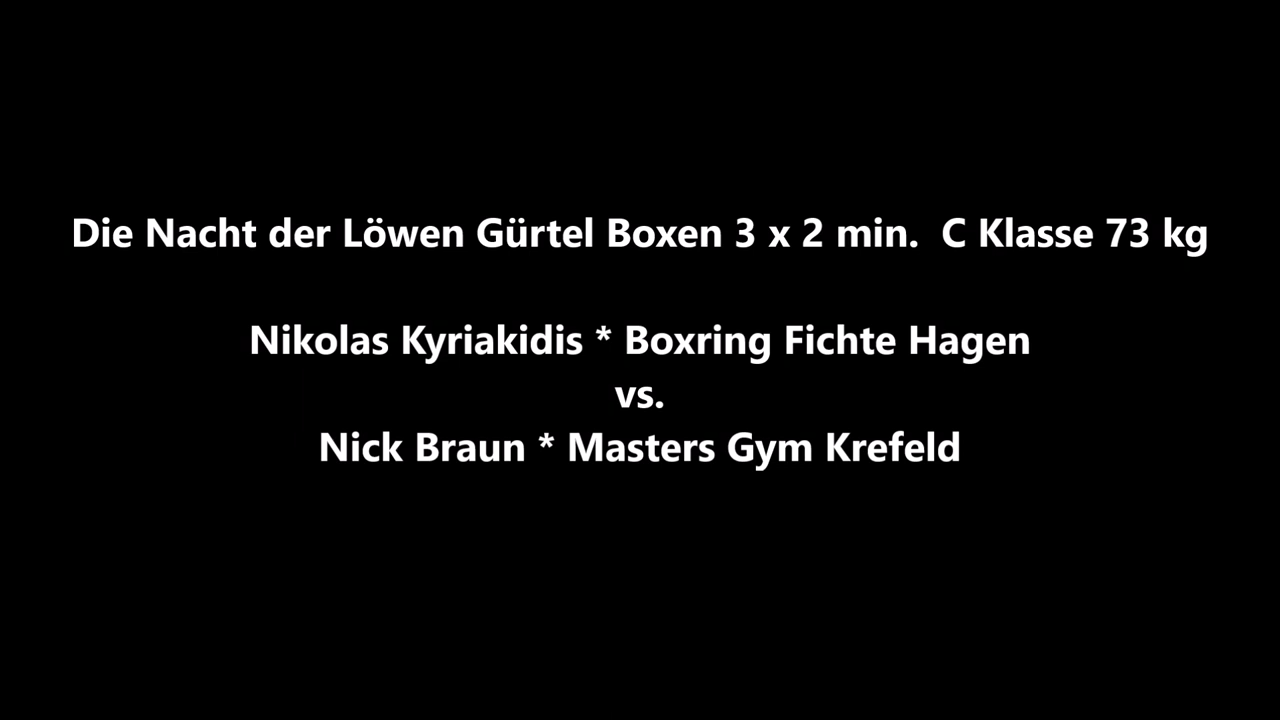 Die Nacht der Löwen Gürtel Boxen 3 x 2 min.  C Klasse 73 kg
Nikolas Kyriakidis * Boxring Fichte Hagen
vs.
Nick Braun * Masters Gym Krefeld